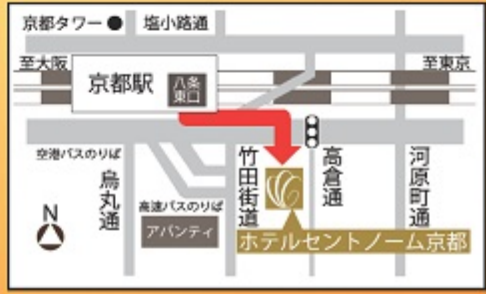 京都タワー
塩小路通
至大阪
至東京
京都駅
八条
東口
空港バスのりば
烏丸通
高速バスのりば
アバンティ
竹田街道
高倉通
河原町通
N
ホテルセントノーム京都